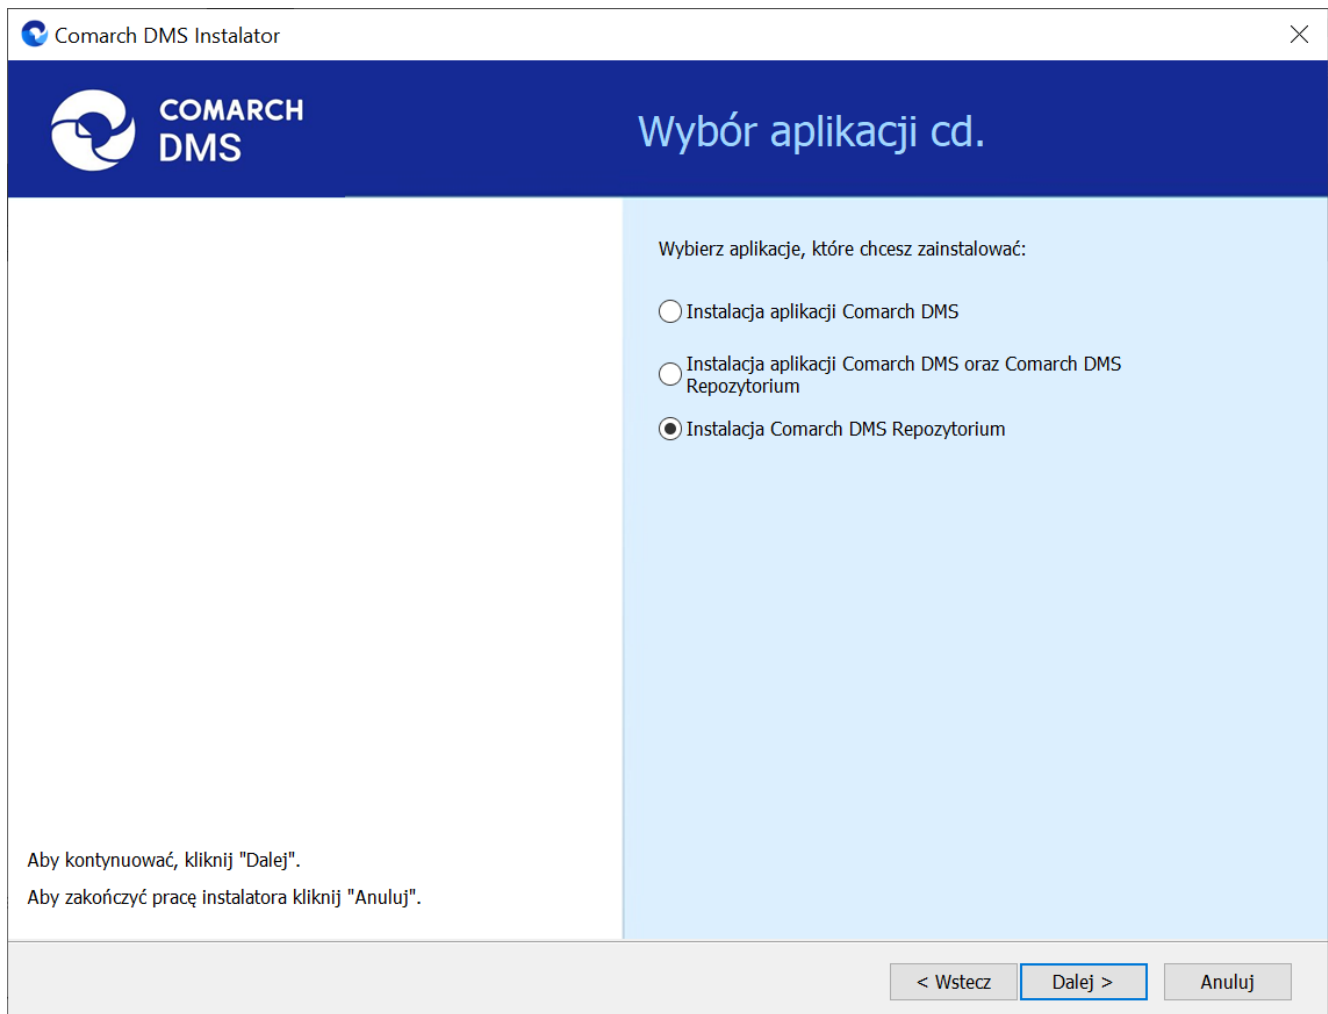 Comarch DMS Instalator
COMARCH
DMS
Wybór aplikacji cd.
Wybierz aplikacje, które chcesz zainstalować:
Instalacja aplikacji Comarch DMS
Instalacja aplikacji Comarch DMS oraz Comarch DMS
Repozytorium
Instalacja Comarch DMS Repozytorium
Aby kontynuować, kliknij "Dalej".
Aby zakończyć pracę instalatora kliknij "Anuluj".
< Wstecz
Dalej >
Anuluj